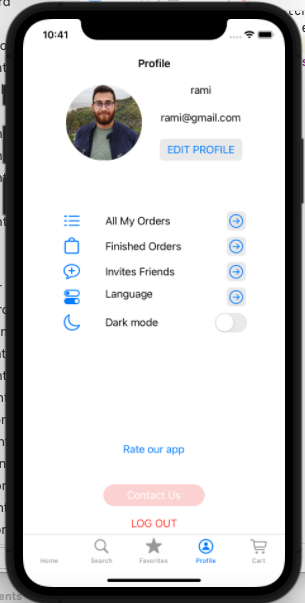 10:41
Profile
rami
rami@gmail.com
EDIT PROFILE
All My Orders
Finished Orders
Invites Friends
Language
Dark mode
Rate our app
Contact Us
LOG OUT
Home Search Favorites Profile Cart
ents